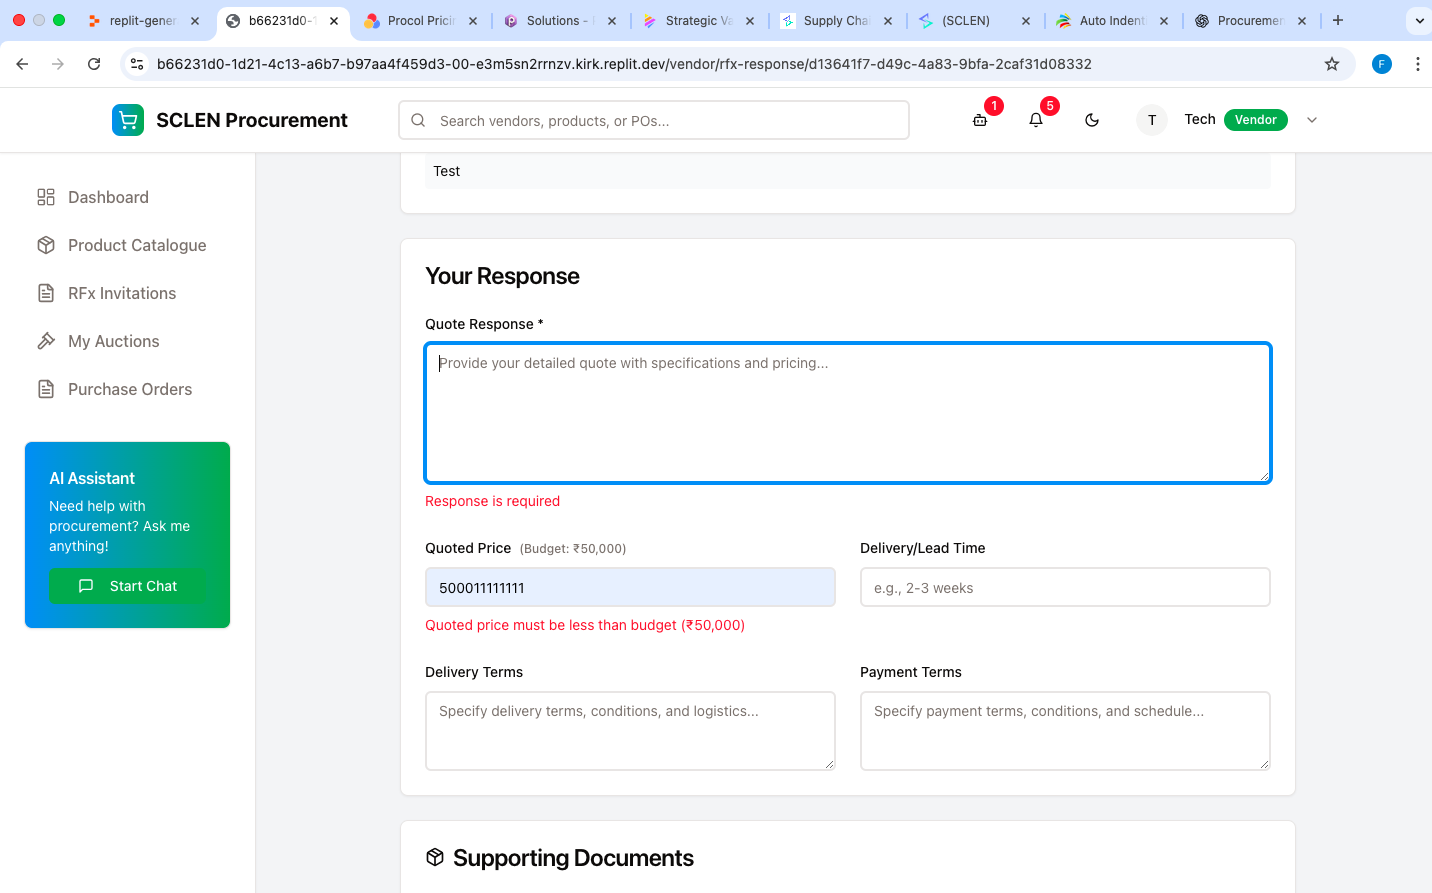 replit-gener
b66231d0-1
Procol Pricin
Solutions -
Strategic Va
Supply Cha
(SCLEN)
Auto Indent
Procuremen
b66231d0-1d21-4c13-a6b7-b97aa4f459d3-00-e3m5sn2rrnzv.kirk.replit.dev/vendor/rfx-response/d13641f7-d49c-4a83-9bfa-2caf31d08332
F
SCLEN Procurement
Search vendors, products, or POs...
1
5
T
Tech
Vendor
Dashboard
Product Catalogue
RFx Invitations
My Auctions
Purchase Orders
AI Assistant
Need help with
procurement? Ask me
anything!
Start Chat
Test
Your Response
Quote Response *
Provide your detailed quote with specifications and pricing...
Response is required
Quoted Price (Budget: ₹50,000)
Delivery/Lead Time
500011111111
e.g., 2-3 weeks
Quoted price must be less than budget (₹50,000)
Delivery Terms
Payment Terms
Specify delivery terms, conditions, and logistics...
Specify payment terms, conditions, and schedule...
Supporting Documents